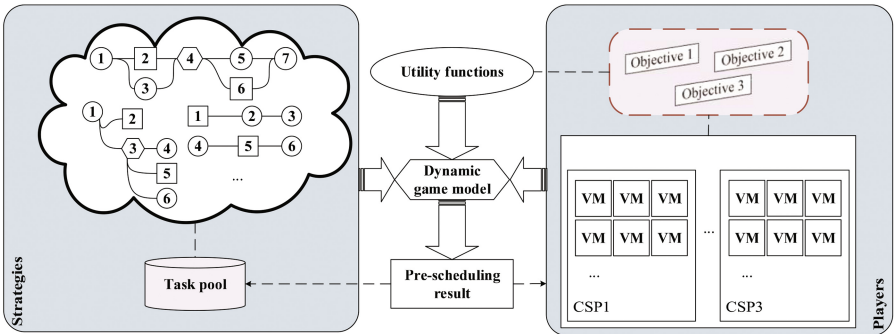 1 2 4 5 7
3 6
1 2
3 4
5
6
1 2 3
4 5 6
...
Task pool
Strategies
Utility functions
Dynamic
game model
Pre-scheduling
result
Objective 1
Objective 2
Objective 3
VM VM VM
VM VM VM
...
CSP1
...
VM VM VM
VM VM VM
...
CSP3
Players